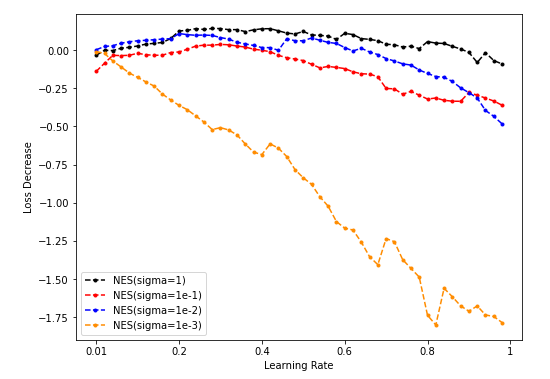 0.00
−0.25
−0.50
−0.75
−1.00
−1.25
−1.50
−1.75
Loss Decrease
NES(sigma=1)
NES(sigma=1e-1)
NES(sigma=1e-2)
NES(sigma=1e-3)
0.01 0.2 0.4 0.6 0.8 1
Learning Rate